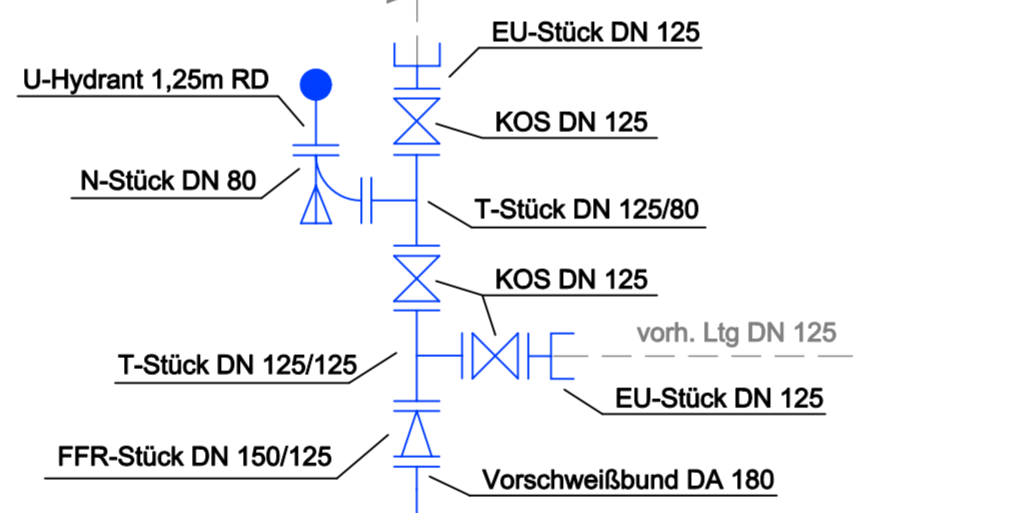 EU-Stück DN 125
U-Hydrant 1,25m RD
KOS DN 125
N-Stück DN 80
T-Stück DN 125/80
KOS DN 125
vorh. Ltg DN 125
T-Stück DN 125/125
EU-Stück DN 125
FFR-Stück DN 150/125
Vorschweißbund DA 180